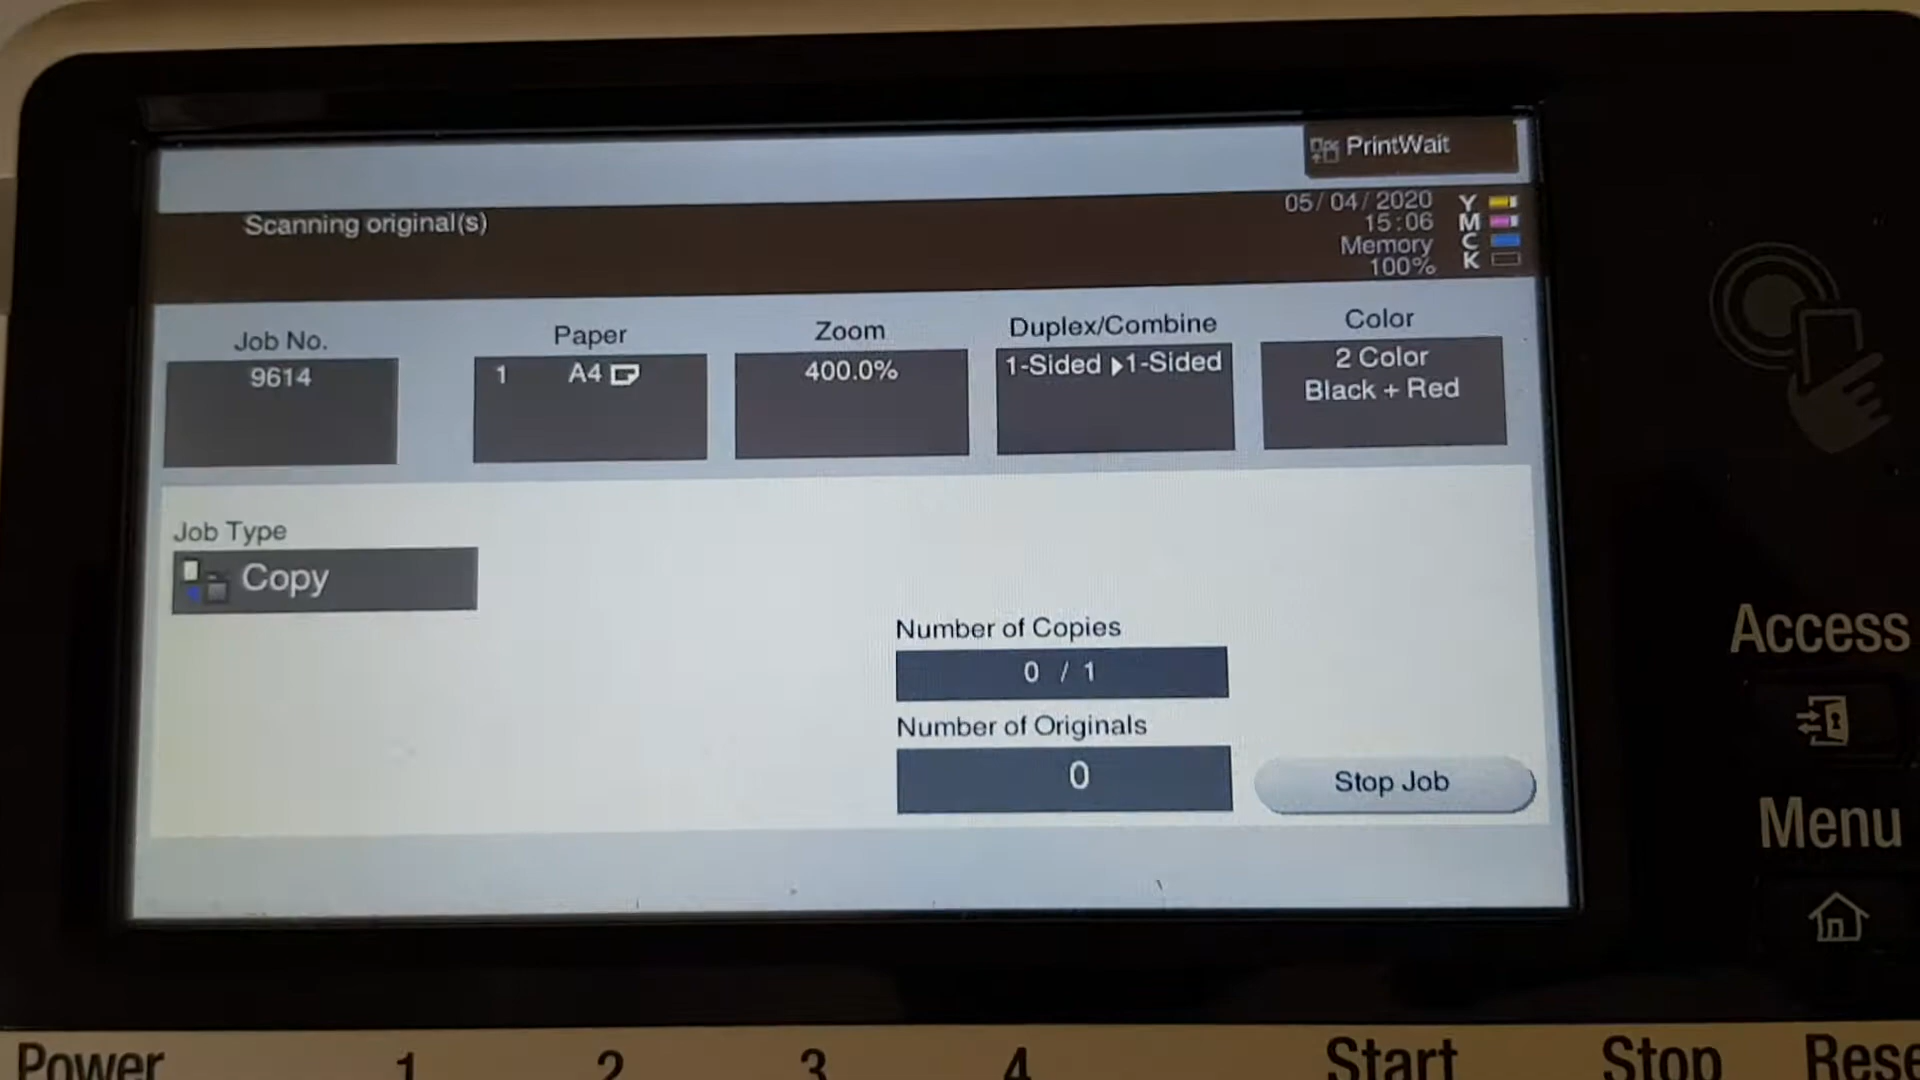 PrintWait
Scanning original(s)
05/04/2020
15:06
Memory
100%
Y
M
C
K
Job No.
9614
Paper
1 A4
Zoom
400.0%
Duplex/Combine
1-Sided ▶1-Sided
Color
2 Color
Black + Red
Job Type
Copy
Number of Copies
0 / 1
Number of Originals
0
Stop Job
Access
Menu
Power 1 2 3 4 Start Stop Rese